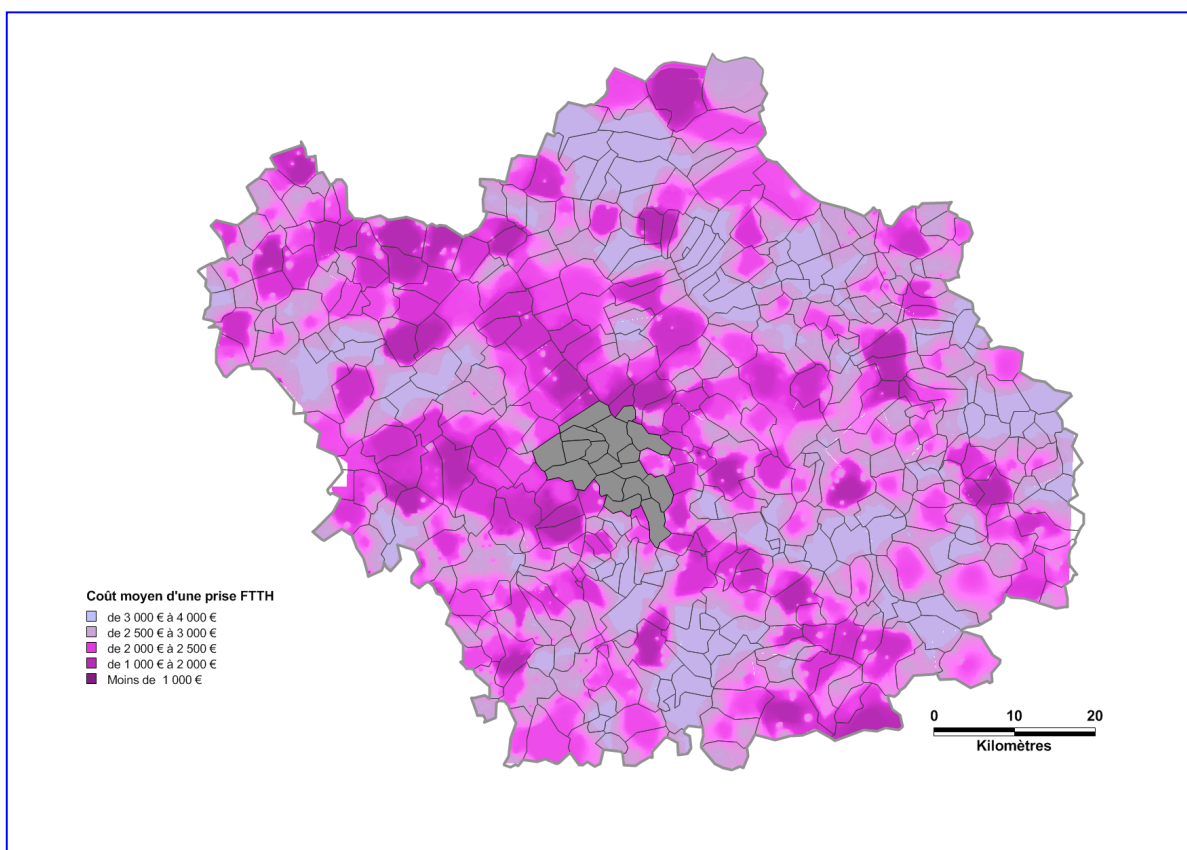 Coût moyen d'une prise FTTH
de 3 000 € à 4 000 €
de 2 500 € à 3 000 €
de 2 000 € à 2 500 €
de 1 000 € à 2 000 €
Moins de 1 000 €
0 10 20
Kilomètres